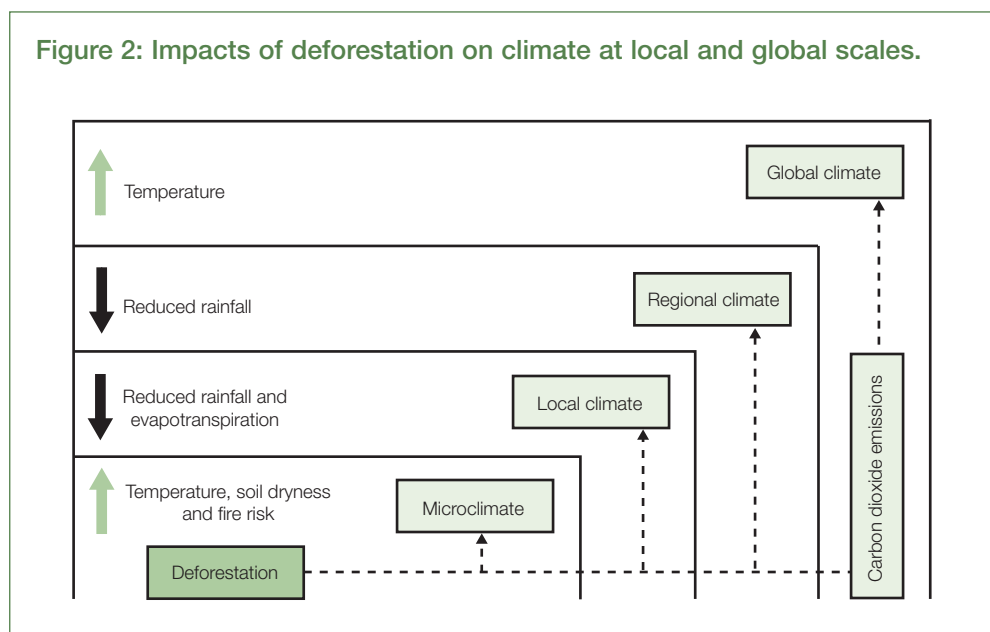 Figure 2: Impacts of deforestation on climate at local and global scales.
Temperature
Global climate
Reduced rainfall
Regional climate
Reduced rainfall and
evapotranspiration
Local climate
Temperature, soil dryness
and fire risk
Microclimate
Deforestation
Carbon dioxide emissions